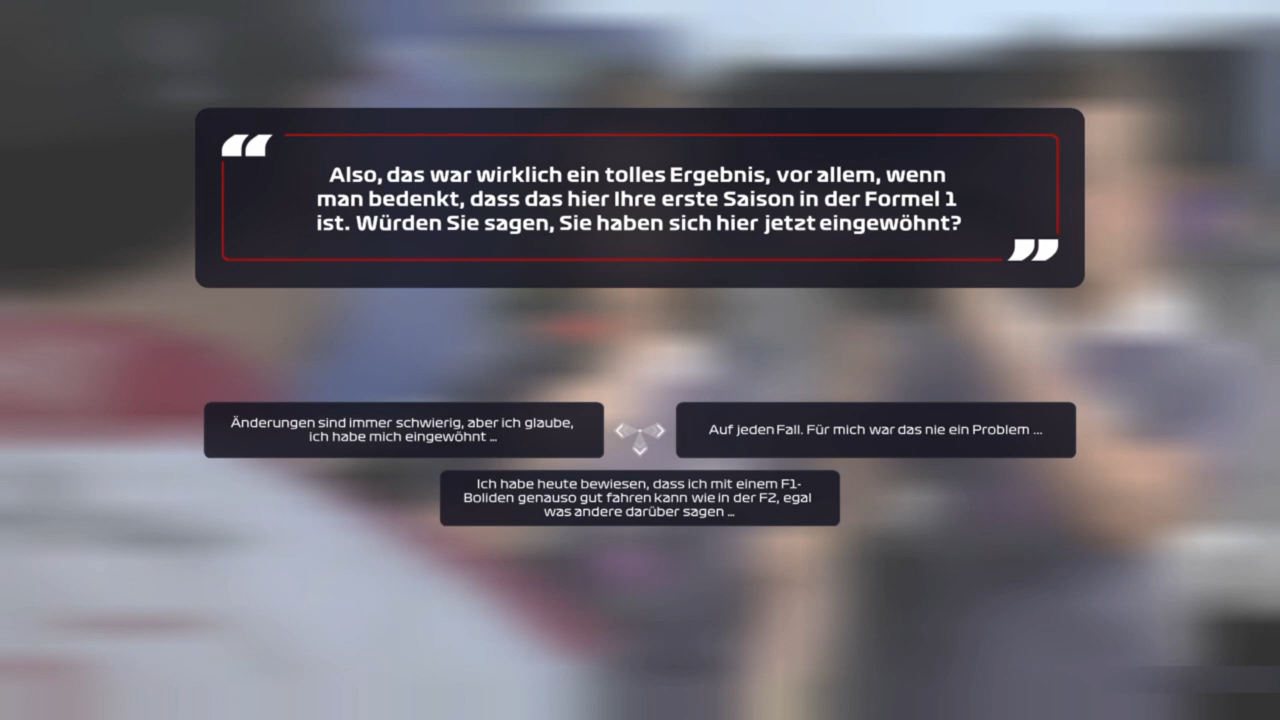 Also, das war wirklich ein tolles Ergebnis, vor allem, wenn
man bedenkt, dass das hier Ihre erste Saison in der Formel 1
ist. Würden Sie sagen, Sie haben sich hier jetzt eingewöhnt?
Änderungen sind immer schwierig, aber ich glaube,
ich habe mich eingewöhnt ...
Auf jeden Fall. Für mich war das nie ein Problem ...
Ich habe heute bewiesen, dass ich mit einem F1-
Boliden genauso gut fahren kann wie in der F2, egal
was andere darüber sagen ...